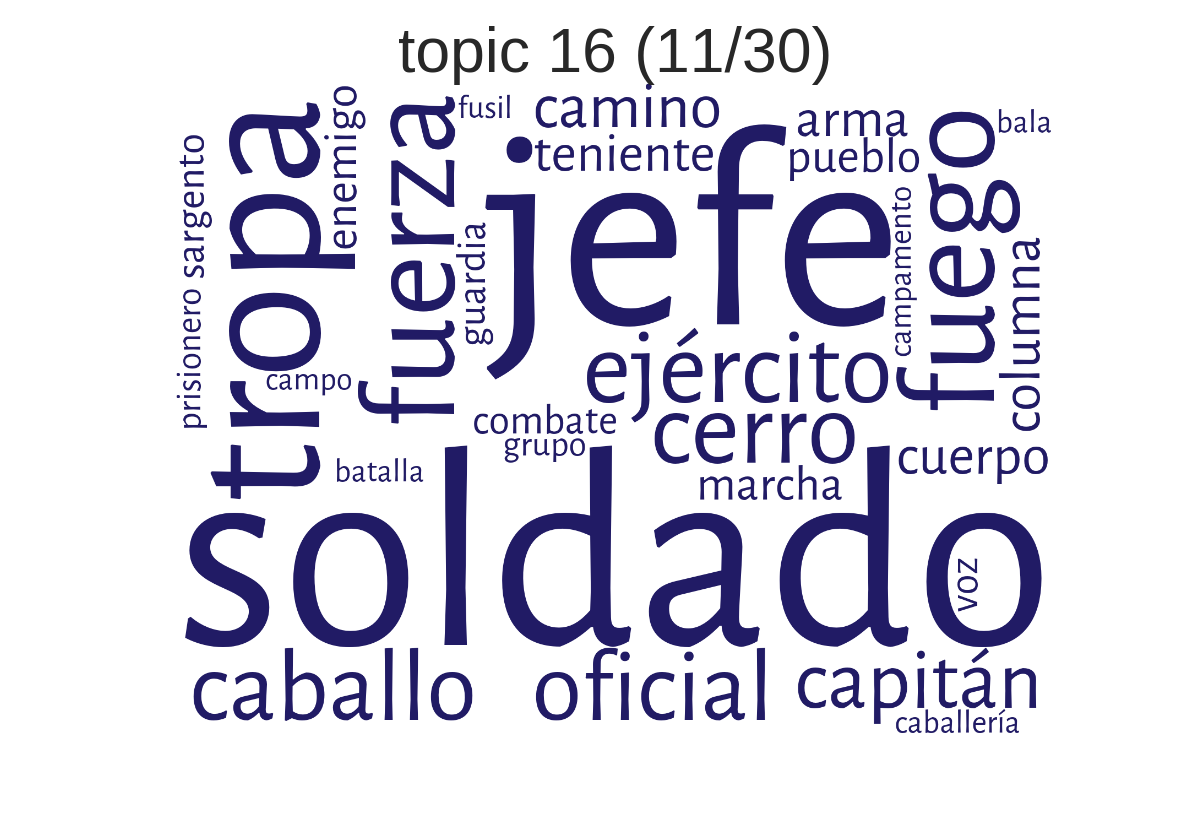 topic 16 (11/30)
fusil
camino
arma
bala
teniente
pueblo
enemigo
tropa
fuerza
jefe
fuego
sargento
prisionero
guardia
campamento
columna
campo
ejército
combate
cerro
grupo
cuerpo
batalla
marcha
soldado
voz
caballo
oficial
capitán
caballería